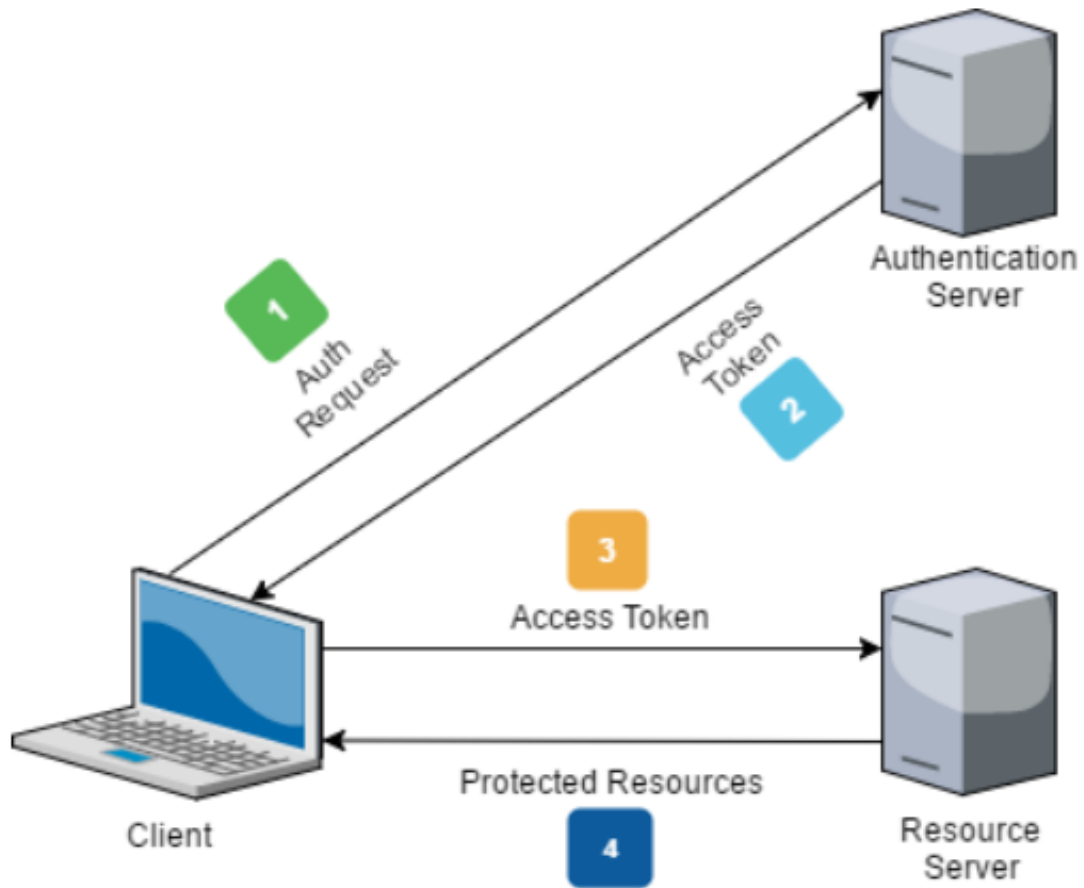 Authentication
Server
1
Auth
Request
Access
Token
2
3
Access Token
Protected Resources
4
Client
Resource
Server